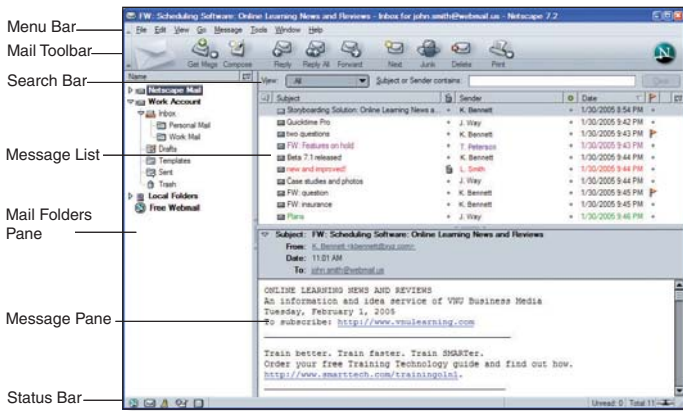 FW: Scheduling Software: Online Learning News and Reviews - Inbox for john.smith@webmail.us - Netscape 7.2
Menu Bar
File Edit View Go Message Tools Window Help
Mail Toolbar
Get Msgs Compose Reply Reply All Forward Next Junk Delete Print
N
Search Bar
Name
View: All Subject or Sender contains: Clear
Netscape Mail
Work Account
Inbox
Personal Mail
Work Mail
Drafts
Templates
Sent
Trash
Local Folders
Free Webmail
Subject Sender Date
Storyboarding Solution: Online Learning News a... K. Bennett 1/30/2005 8:54 PM
Quicktime Pro J. Way 1/30/2005 9:42 PM
two questions K. Bennett 1/30/2005 9:43 PM
FW: Features on hold T. Peterson 1/30/2005 9:43 PM
Message List
Beta 7.1 released K. Bennett 1/30/2005 9:44 PM
new and improved! L. Smith 1/30/2005 9:44 PM
Case studies and photos J. Way 1/30/2005 9:44 PM
FW: question K. Bennett 1/30/2005 9:45 PM
FW: insurance K. Bennett 1/30/2005 9:45 PM
Plans J. Way 1/30/2005 9:46 PM
Mail Folders
Pane
Subject: FW: Scheduling Software: Online Learning News and Reviews
From: K. Bennett <kbennett@xyz.com>
Date: 11:01 AM
To: john.smith@webmail.us
ONLINE LEARNING NEWS AND REVIEWS
An information and idea service of VNU Business Media
Tuesday, February 1, 2005
Message Pane
To subscribe: http://www.vnulearning.com
Train better. Train faster. Train SMARTer.
Order your free Training Technology guide and find out how.
http://www.smarttech.com/trainingoln1.
Status Bar
Unread: 0 Total: 11